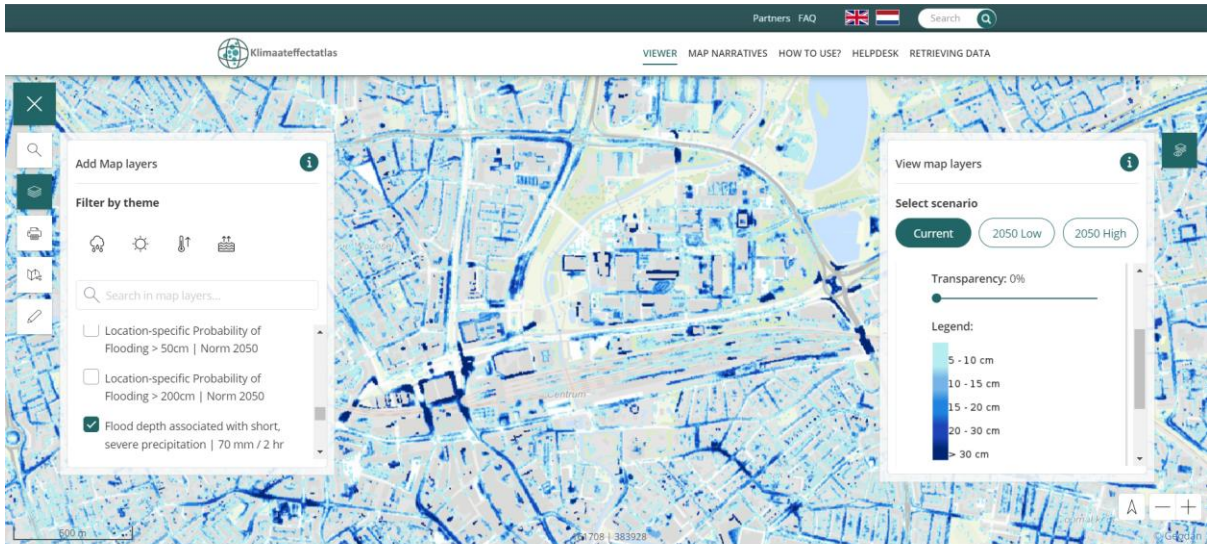 Partners FAQ
Search
Klimaateffectatlas
VIEWER MAP NARRATIVES HOW TO USE? HELPDESK RETRIEVING DATA
Add Map layers
Filter by theme
Search in map layers...
Location-specific Probability of
Flooding > 50cm | Norm 2050
Location-specific Probability of
Flooding > 200cm | Norm 2050
Flood depth associated with short,
severe precipitation | 70 mm / 2 hr
View map layers
Select scenario
Current 2050 Low 2050 High
Transparency: 0%
Legend:
5 - 10 cm
10 - 15 cm
15 - 20 cm
20 - 30 cm
> 30 cm
Centrum
500 m
| 383928